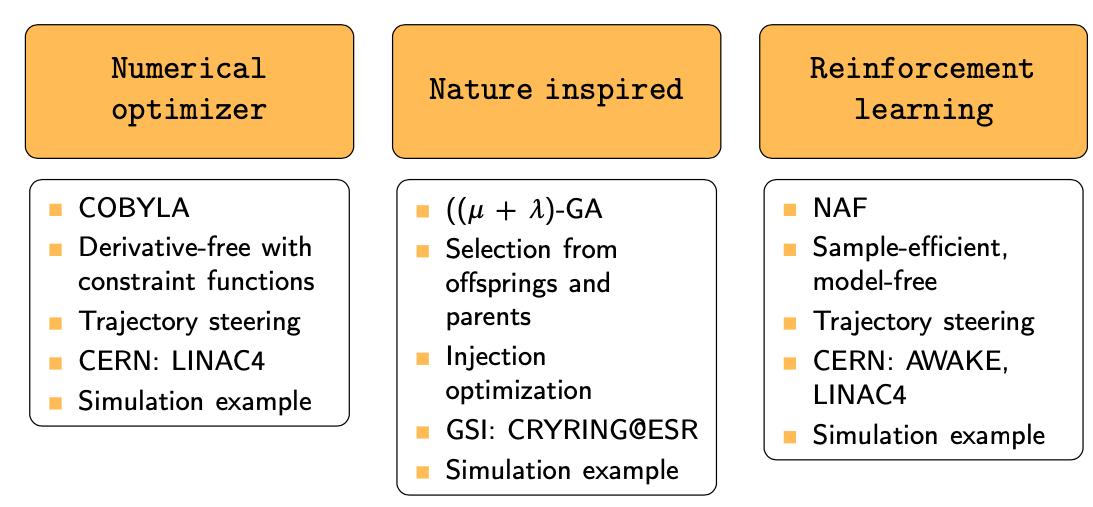 Numerical
optimizer
COBYLA
Derivative-free with
constraint functions
Trajectory steering
CERN: LINAC4
Simulation example
Nature inspired
((μ + λ)-GA
Selection from
offsprings and
parents
Injection
optimization
GSI: CRYRING@ESR
Simulation example
Reinforcement
learning
NAF
Sample-efficient,
model-free
Trajectory steering
CERN: AWAKE,
LINAC4
Simulation example